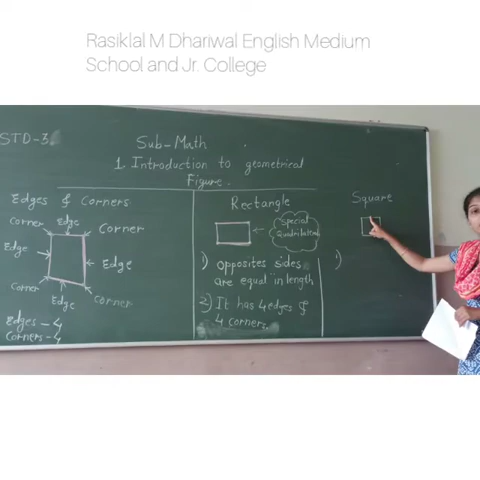 Rasiklal M Dhariwal English Medium
School and Jr. College
STD-3.
Sub-Math
1. Introduction to geometrical
Figure.
Edges & Corners
Corner Edge Corner
Edge
Edge
Corner Edge Corner
Edges - 4
Corners - 4
Rectangle
Special
Quadrilateral
1) opposites sides
are equal in length
2) It has 4 edges &
4 corners.
Square
1)